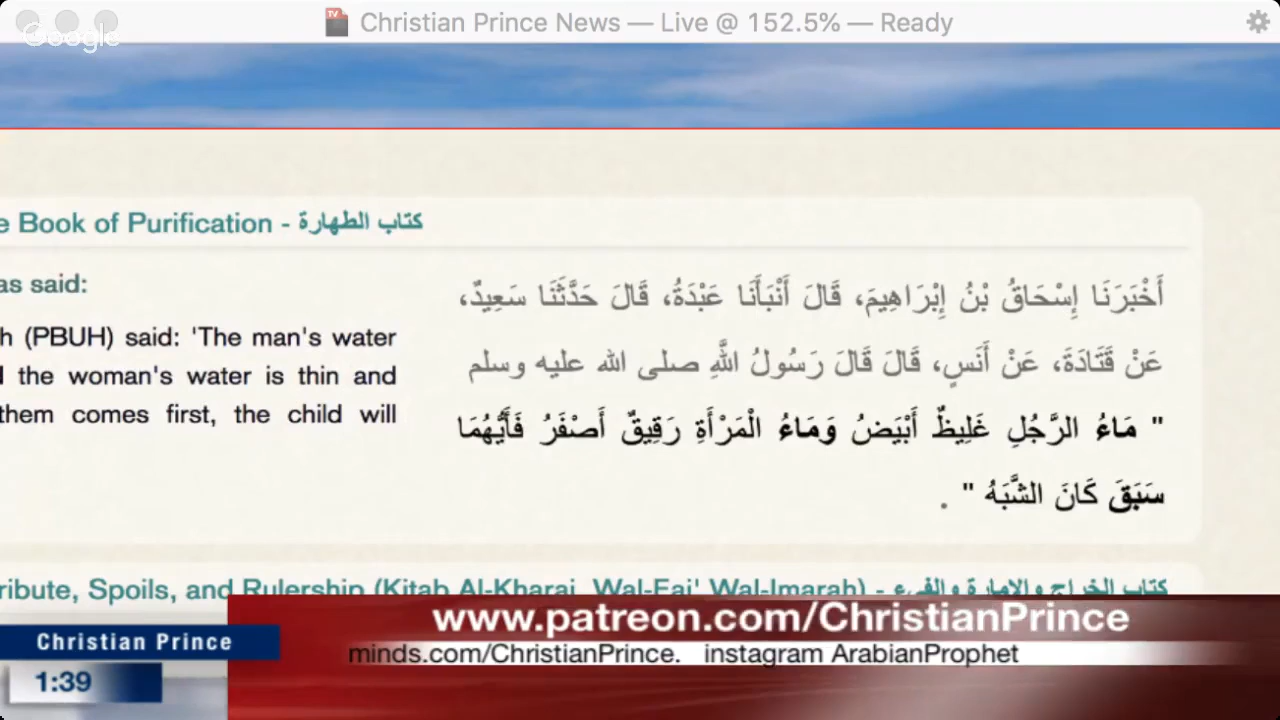 Christian Prince News — Live @ 152.5% — Ready
Google
e Book of Purification - كتاب الطهارة
as said:
h (PBUH) said: 'The man's water
the woman's water is thin and
them comes first, the child will
أَخْبَرَنَا إِسْحَاقُ بْنُ إِبْرَاهِيمَ، قَالَ أَنْبَأَنَا عَبْدَةُ، قَالَ حَدَّثَنَا سَعِيدٌ،
عَنْ قَتَادَةَ، عَنْ أَنَسٍ، قَالَ قَالَ رَسُولُ اللَّهِ صلى الله عليه وسلم
" مَاءُ الرَّجُلِ غَلِيظٌ أَبْيَضُ وَمَاءُ الْمَرْأَةِ رَقِيقٌ أَصْفَرُ فَأَيُّهُمَا
سَبَقَ كَانَ الشَّبَهُ " .
ribute, Spoils, and Rulership (Kitab Al-Kharaj, Wal-Fai' Wal-Imarah) - كتاب الخراج والإمارة والفىء
www.patreon.com/ChristianPrince
Christian Prince
minds.com/ChristianPrince. instagram ArabianProphet
1:39